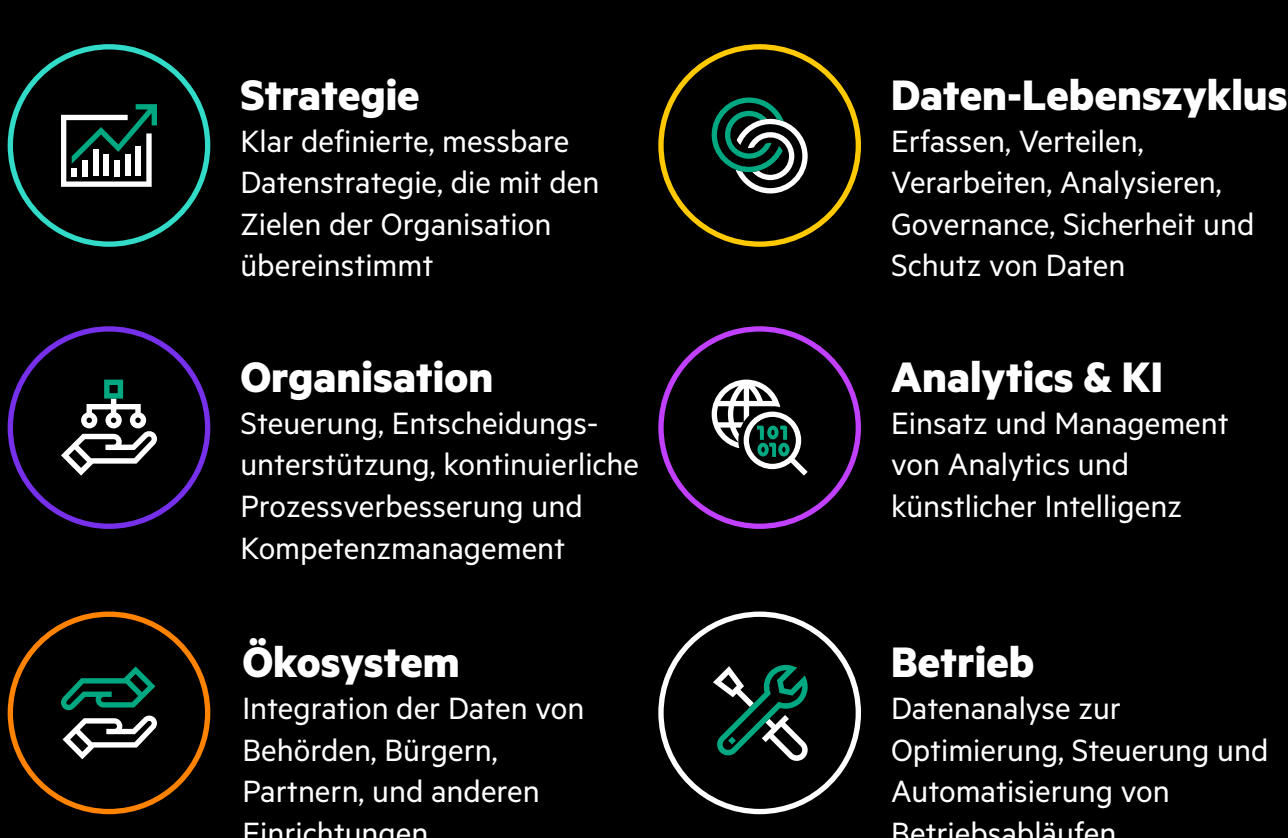 Strategie
Klar definierte, messbare
Datenstrategie, die mit den
Zielen der Organisation
übereinstimmt
Daten-Lebenszyklus
Erfassen, Verteilen,
Verarbeiten, Analysieren,
Governance, Sicherheit und
Schutz von Daten
Organisation
Steuerung, Entscheidungs-
unterstützung, kontinuierliche
Prozessverbesserung und
Kompetenzmanagement
Analytics & KI
Einsatz und Management
von Analytics und
künstlicher Intelligenz
101
010
Ökosystem
Integration der Daten von
Behörden, Bürgern,
Partnern, und anderen
Einrichtungen
Betrieb
Datenanalyse zur
Optimierung, Steuerung und
Automatisierung von
Betriebsabläufen